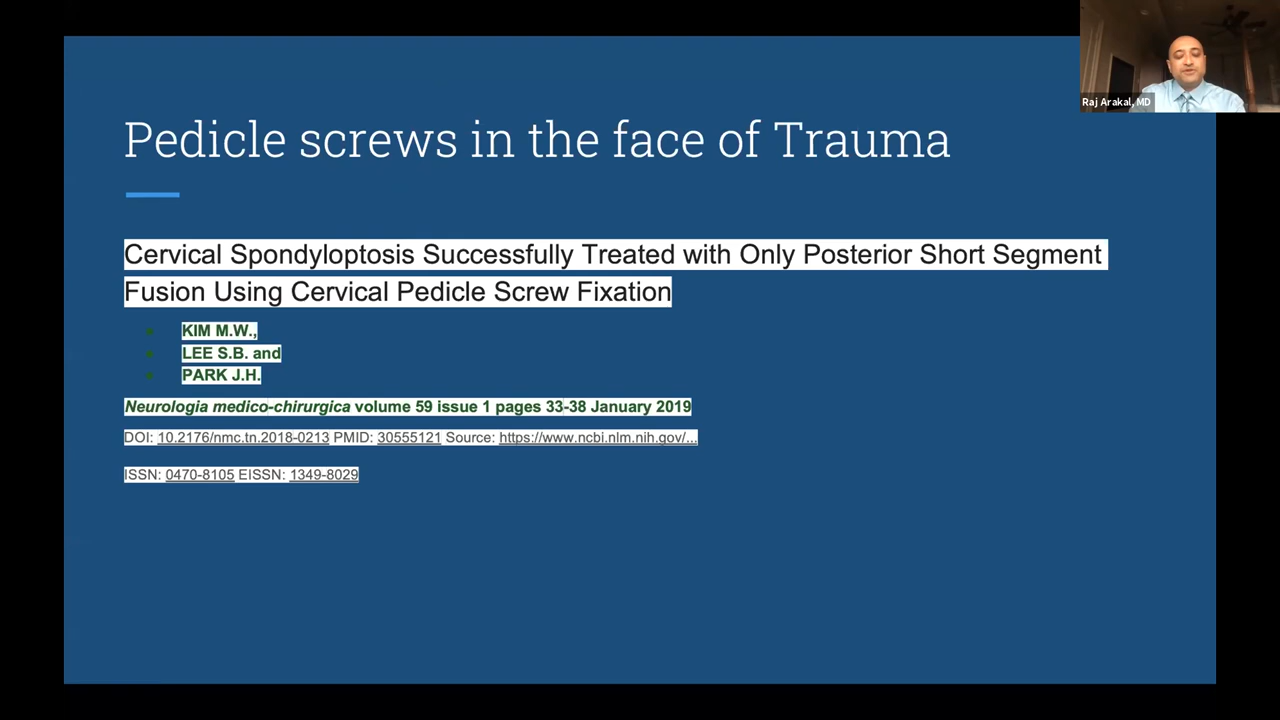 Raj Arakal, MD
Pedicle screws in the face of Trauma
Cervical Spondyloptosis Successfully Treated with Only Posterior Short Segment
Fusion Using Cervical Pedicle Screw Fixation
KIM M.W.,
LEE S.B. and
PARK J.H.
Neurologia medico-chirurgica volume 59 issue 1 pages 33-38 January 2019
DOI: 10.2176/nmc.tn.2018-0213 PMID: 30555121 Source: https://www.ncbi.nlm.nih.gov/...
ISSN: 0470-8105 EISSN: 1349-8029